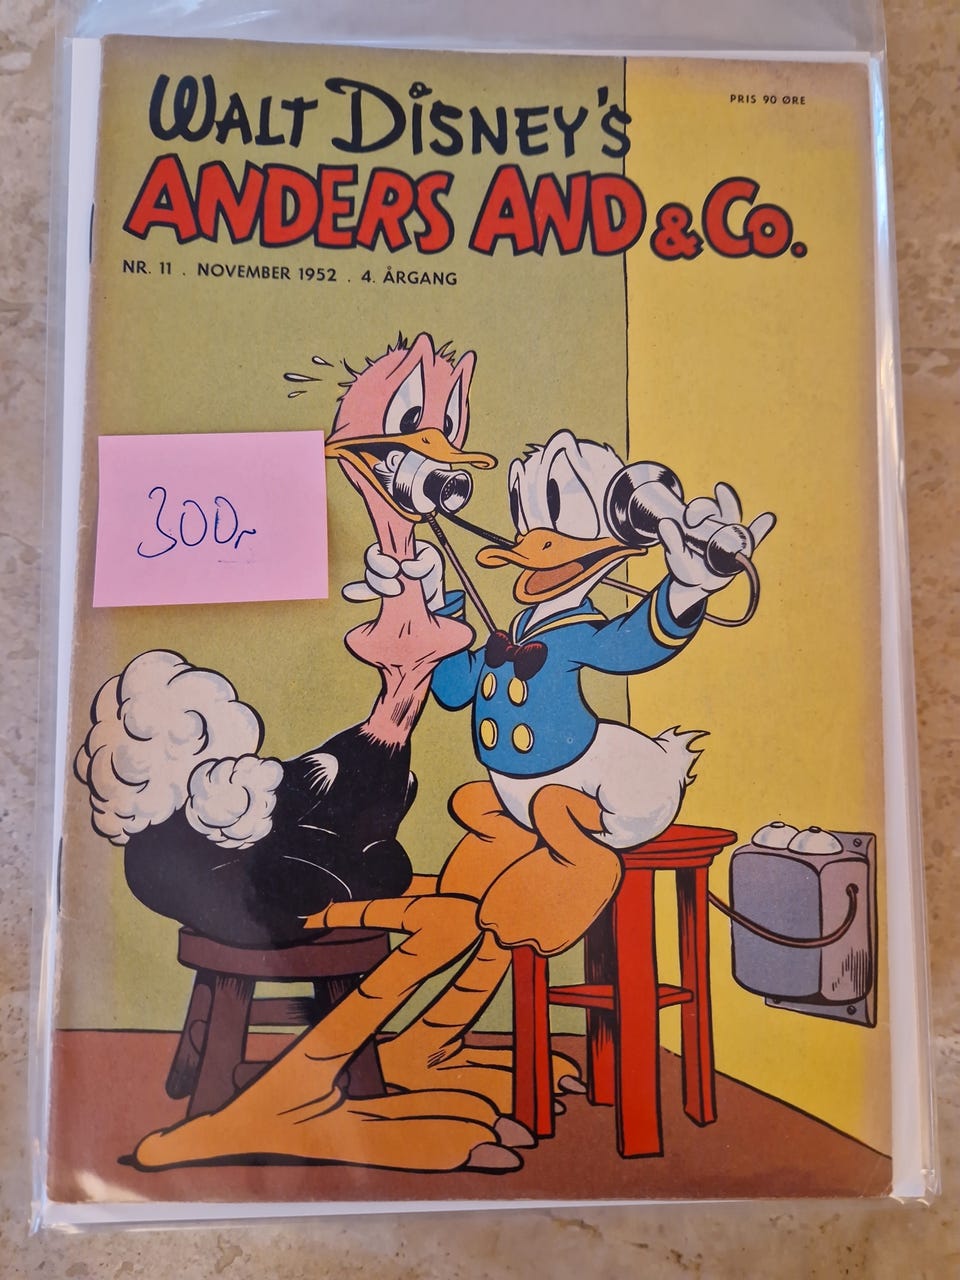 WALT DISNEY'S
PRIS 90 ØRE
ANDERS AND & Co.
NR. 11 . NOVEMBER 1952 . 4. ÅRGANG
300,-